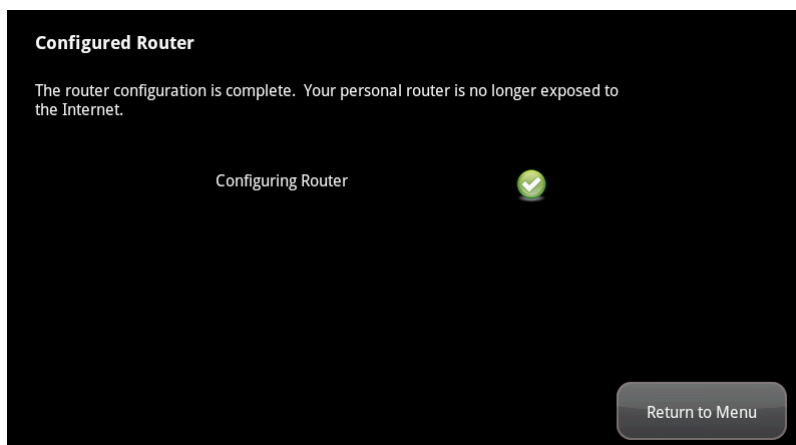 Configured Router
The router configuration is complete.  Your personal router is no longer exposed to
the Internet.
Configuring Router
Return to Menu